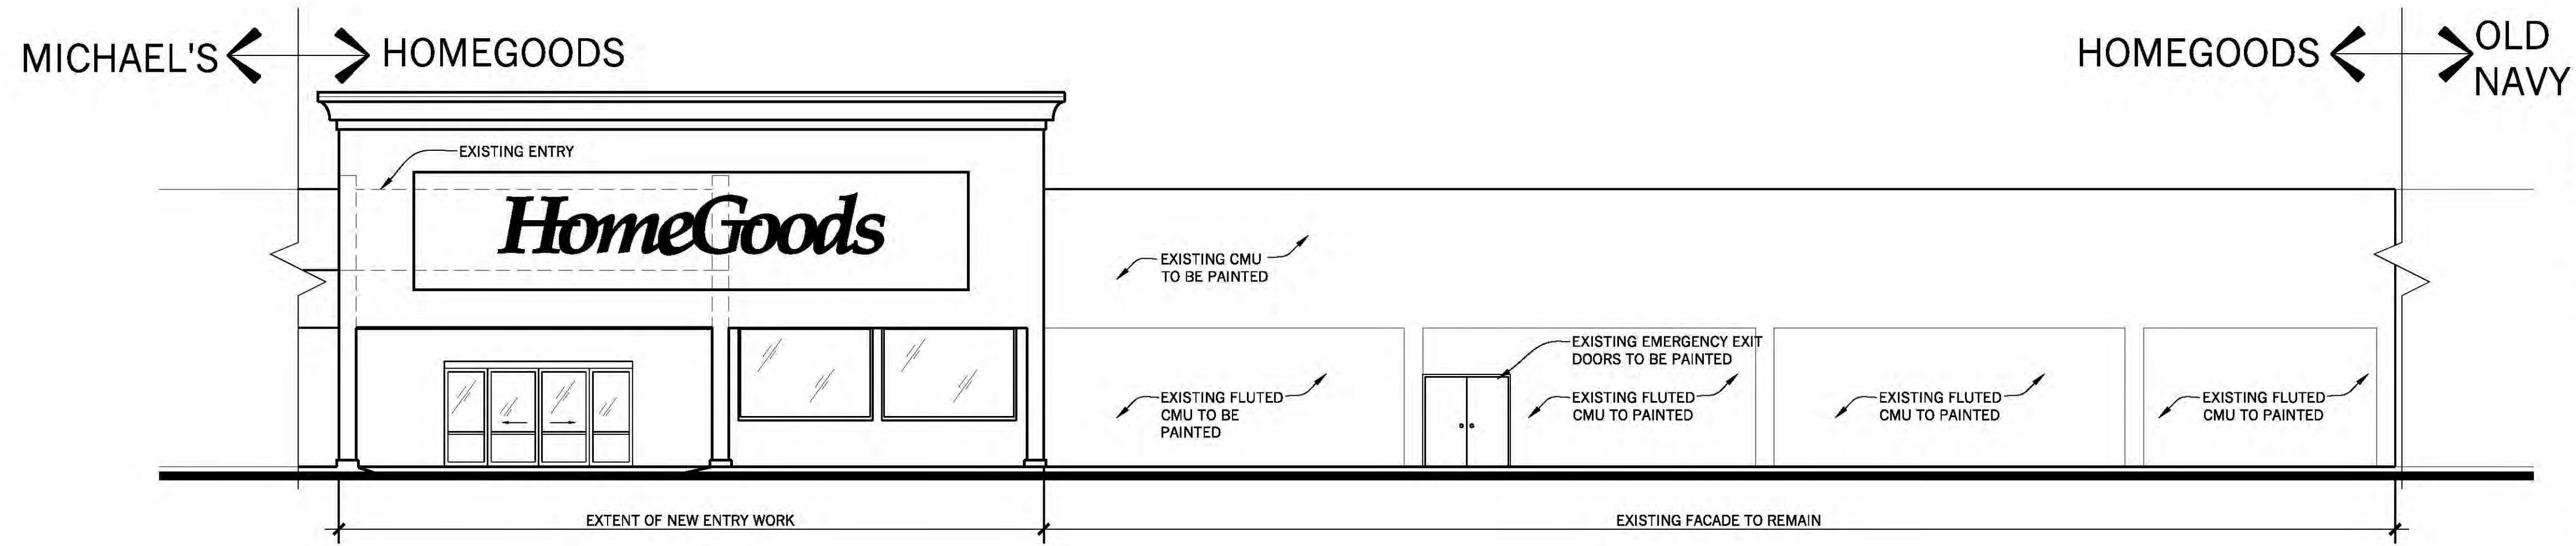 MICHAEL'S
HOMEGOODS
HOMEGOODS
OLD
NAVY
EXISTING ENTRY
HomeGoods
EXISTING CMU
TO BE PAINTED
EXISTING EMERGENCY EXIT
DOORS TO BE PAINTED
EXISTING FLUTED
CMU TO BE
PAINTED
EXISTING FLUTED
CMU TO PAINTED
EXISTING FLUTED
CMU TO PAINTED
EXISTING FLUTED
CMU TO PAINTED
EXTENT OF NEW ENTRY WORK
EXISTING FACADE TO REMAIN